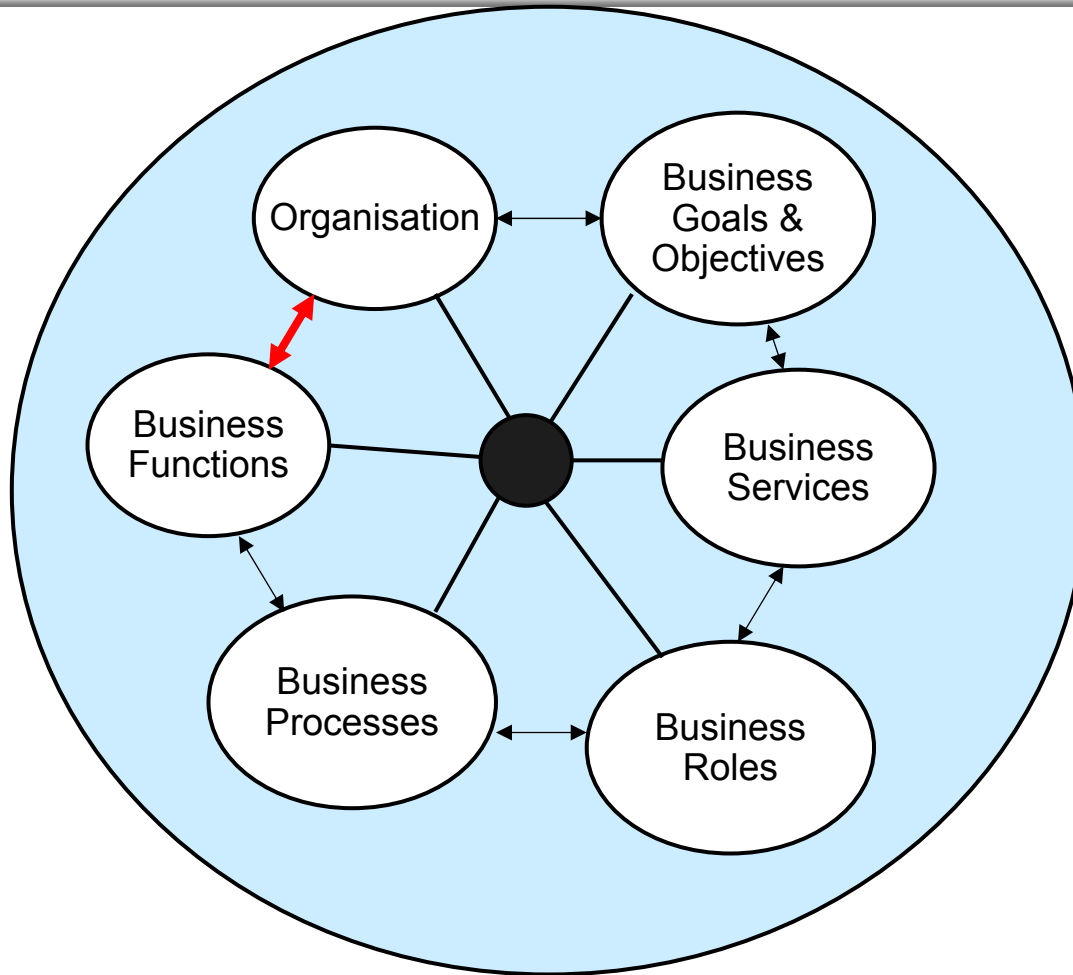 Organisation
Business
Goals &
Objectives
Business
Functions
Business
Services
Business
Processes
Business
Roles